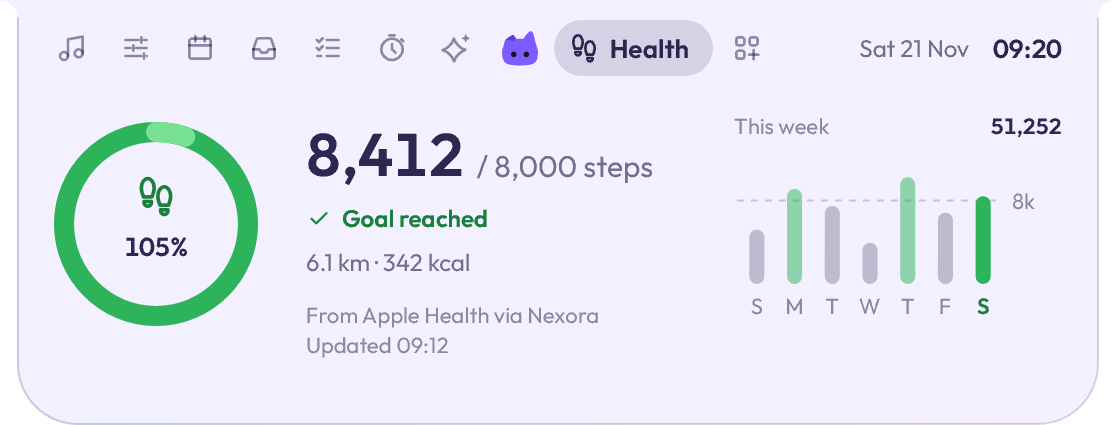 Health
Sat 21 Nov 09:20
8,412 / 8,000 steps
Goal reached
6.1 km · 342 kcal
From Apple Health via Nexora
Updated 09:12
105%
This week 51,252
8k
S M T W T F S